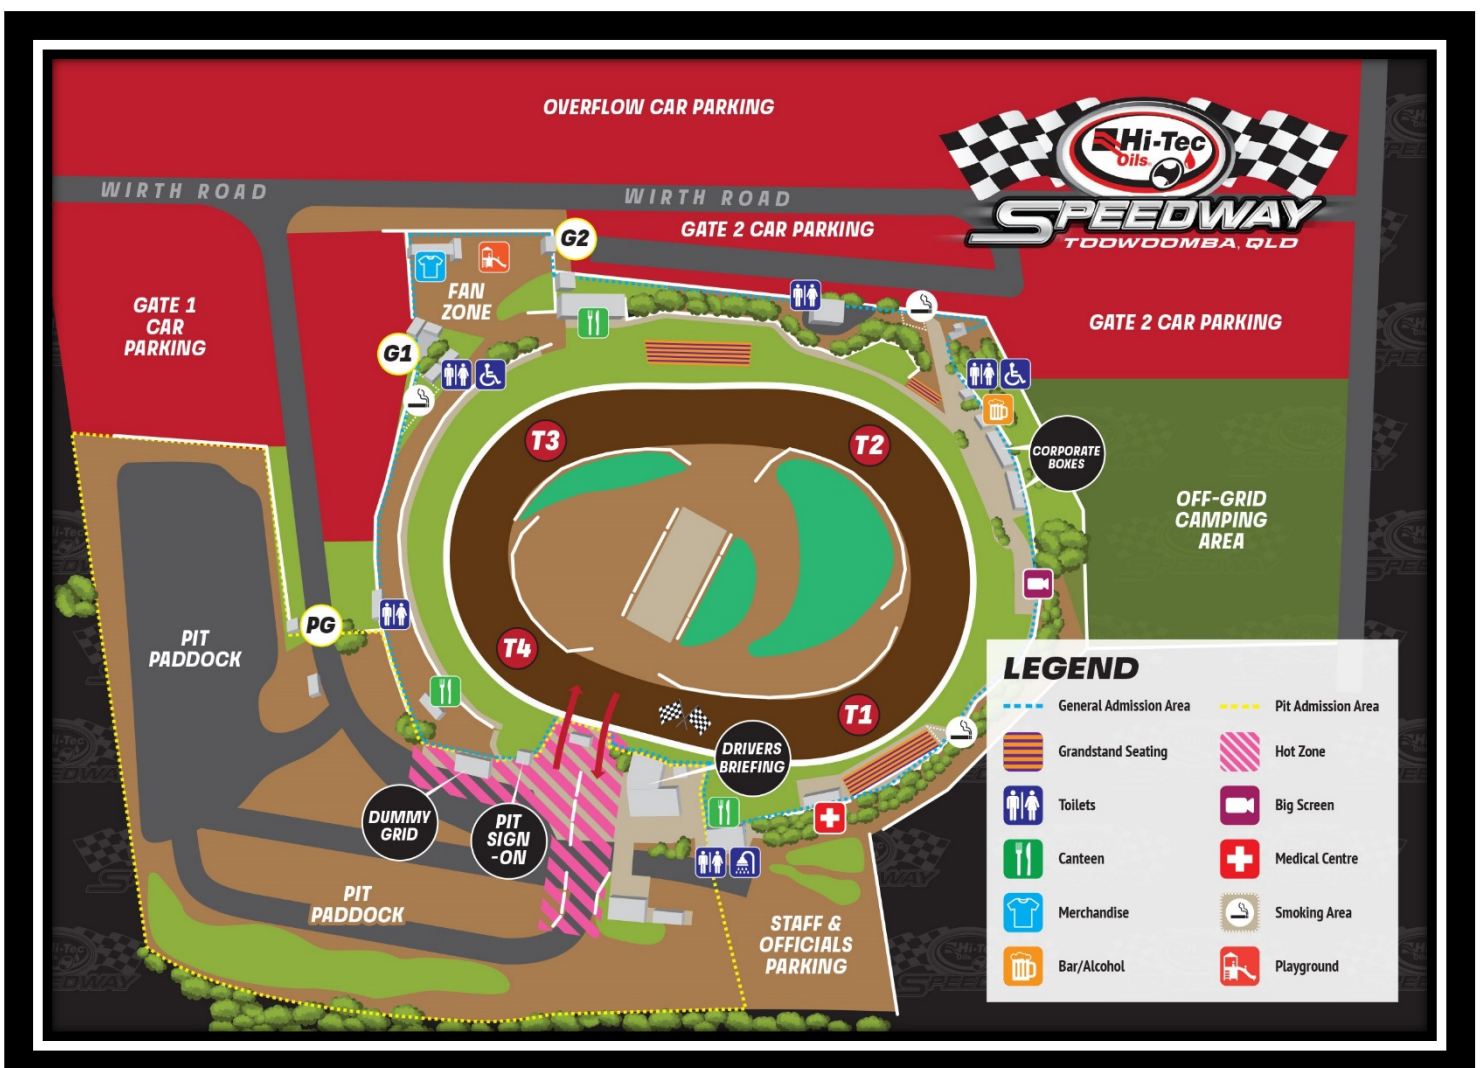 OVERFLOW CAR PARKING
Hi-Tec
Oils
SPEEDWAY
TOOWOOMBA, QLD
WIRTH ROAD
WIRTH ROAD
GATE 2 CAR PARKING
G2
FAN
ZONE
GATE 1
CAR
PARKING
G1
GATE 2 CAR PARKING
T3
T2
CORPORATE
BOXES
OFF-GRID
CAMPING
AREA
PG
PIT
PADDOCK
T4
T1
DRIVERS
BRIEFING
DUMMY
GRID
PIT
SIGN
-ON
PIT
PADDOCK
STAFF &
OFFICIALS
PARKING
LEGEND
General Admission Area
Pit Admission Area
Grandstand Seating
Hot Zone
Toilets
Big Screen
Canteen
Medical Centre
Merchandise
Smoking Area
Bar/Alcohol
Playground